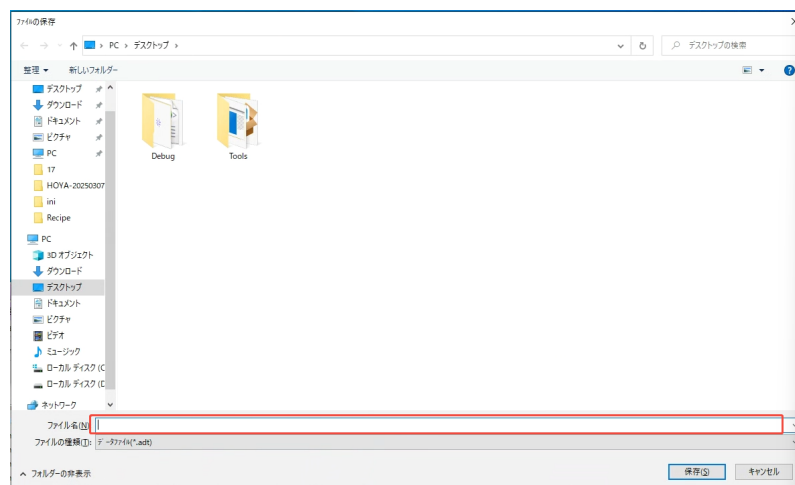 ファイルの保存
PC › デスクトップ ›
デスクトップの検索
整理
新しいフォルダー
デスクトップ
ダウンロード
ドキュメント
ピクチャ
PC
17
HOYA-20250307
ini
Recipe
PC
3D オブジェクト
ダウンロード
デスクトップ
ドキュメント
ピクチャ
ビデオ
ミュージック
ローカル ディスク (C
ローカル ディスク (D
ネットワーク
Debug
Tools
ファイル名(N):
ファイルの種類(T): データファイル(*.adt)
フォルダーの非表示
保存(S)
キャンセル